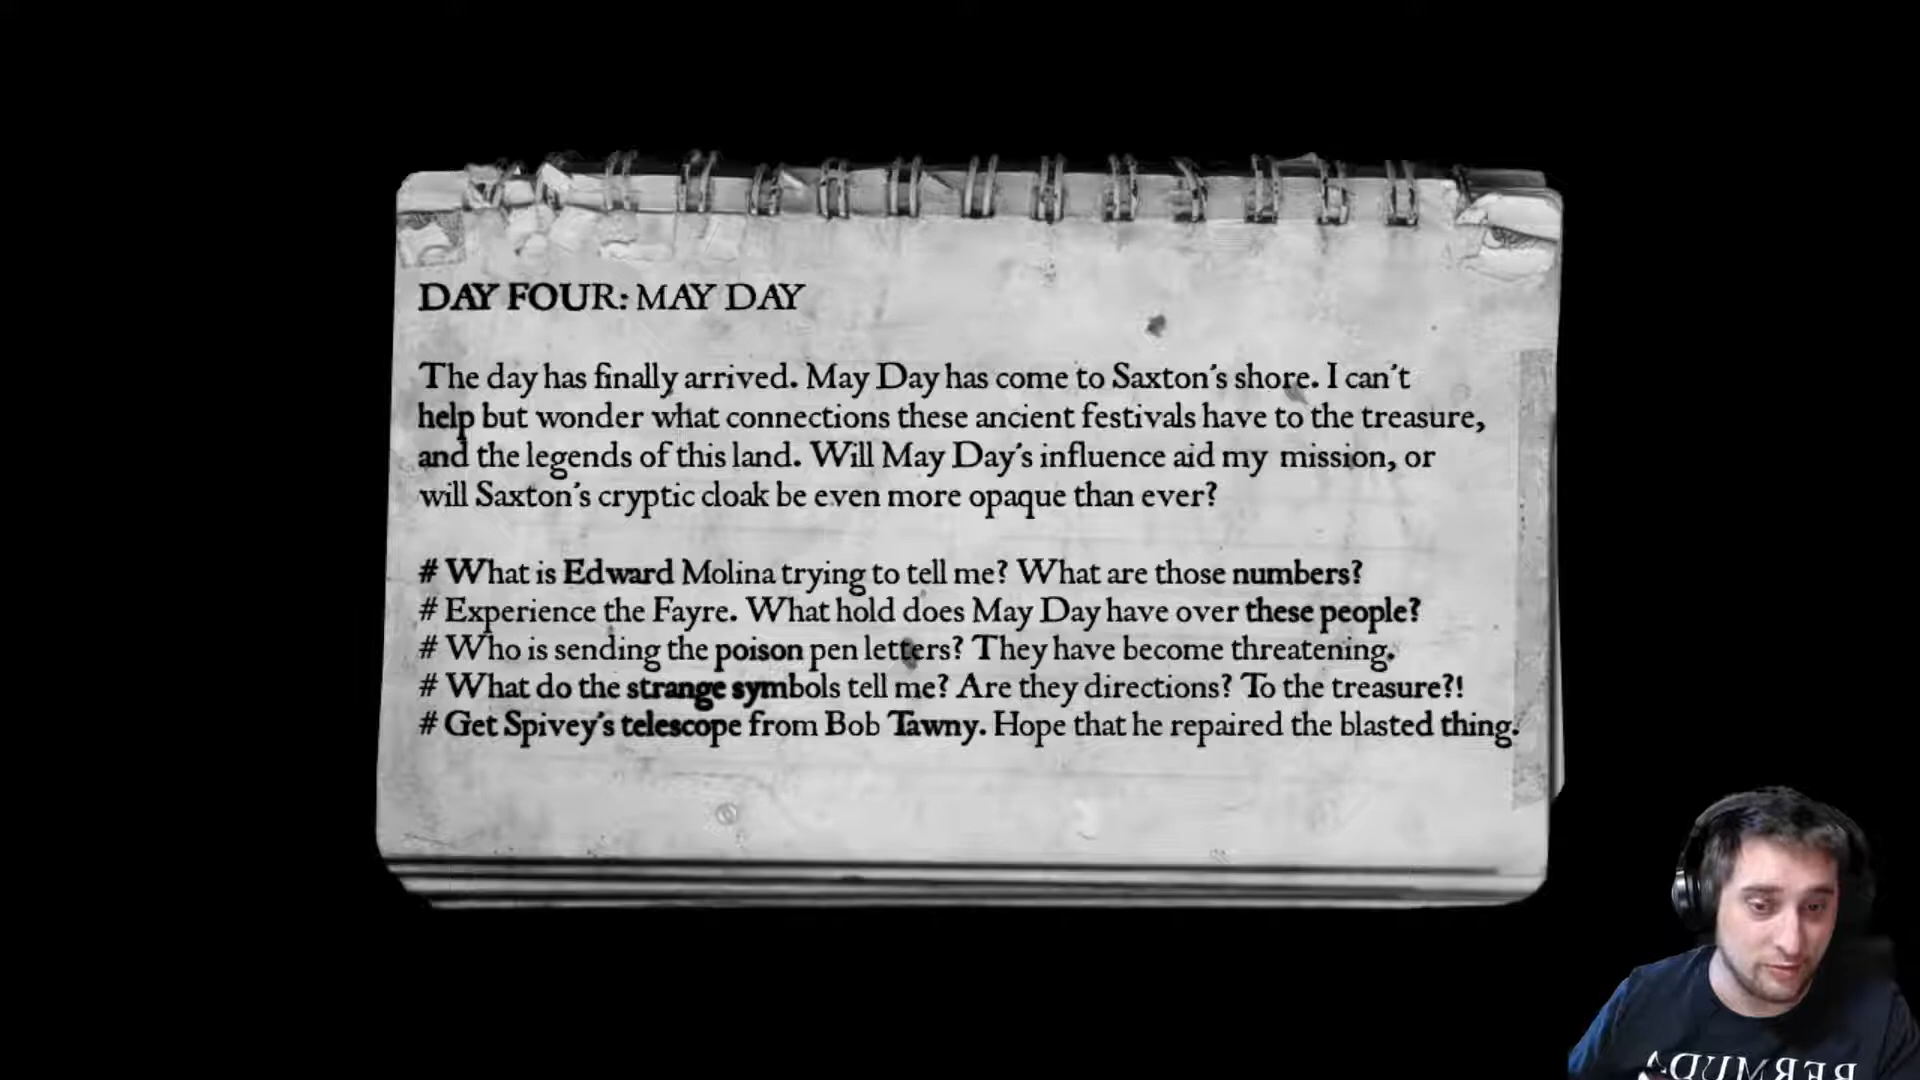 DAY FOUR: MAY DAY
The day has finally arrived. May Day has come to Saxton's shore. I can't
help but wonder what connections these ancient festivals have to the treasure,
and the legends of this land. Will May Day's influence aid my mission, or
will Saxton's cryptic cloak be even more opaque than ever?
# What is Edward Molina trying to tell me? What are those numbers?
# Experience the Fayre. What hold does May Day have over these people?
# Who is sending the poison pen letters? They have become threatening.
# What do the strange symbols tell me? Are they directions? To the treasure?!
# Get Spivey's telescope from Bob Tawny. Hope that he repaired the blasted thing.
BERMUDA